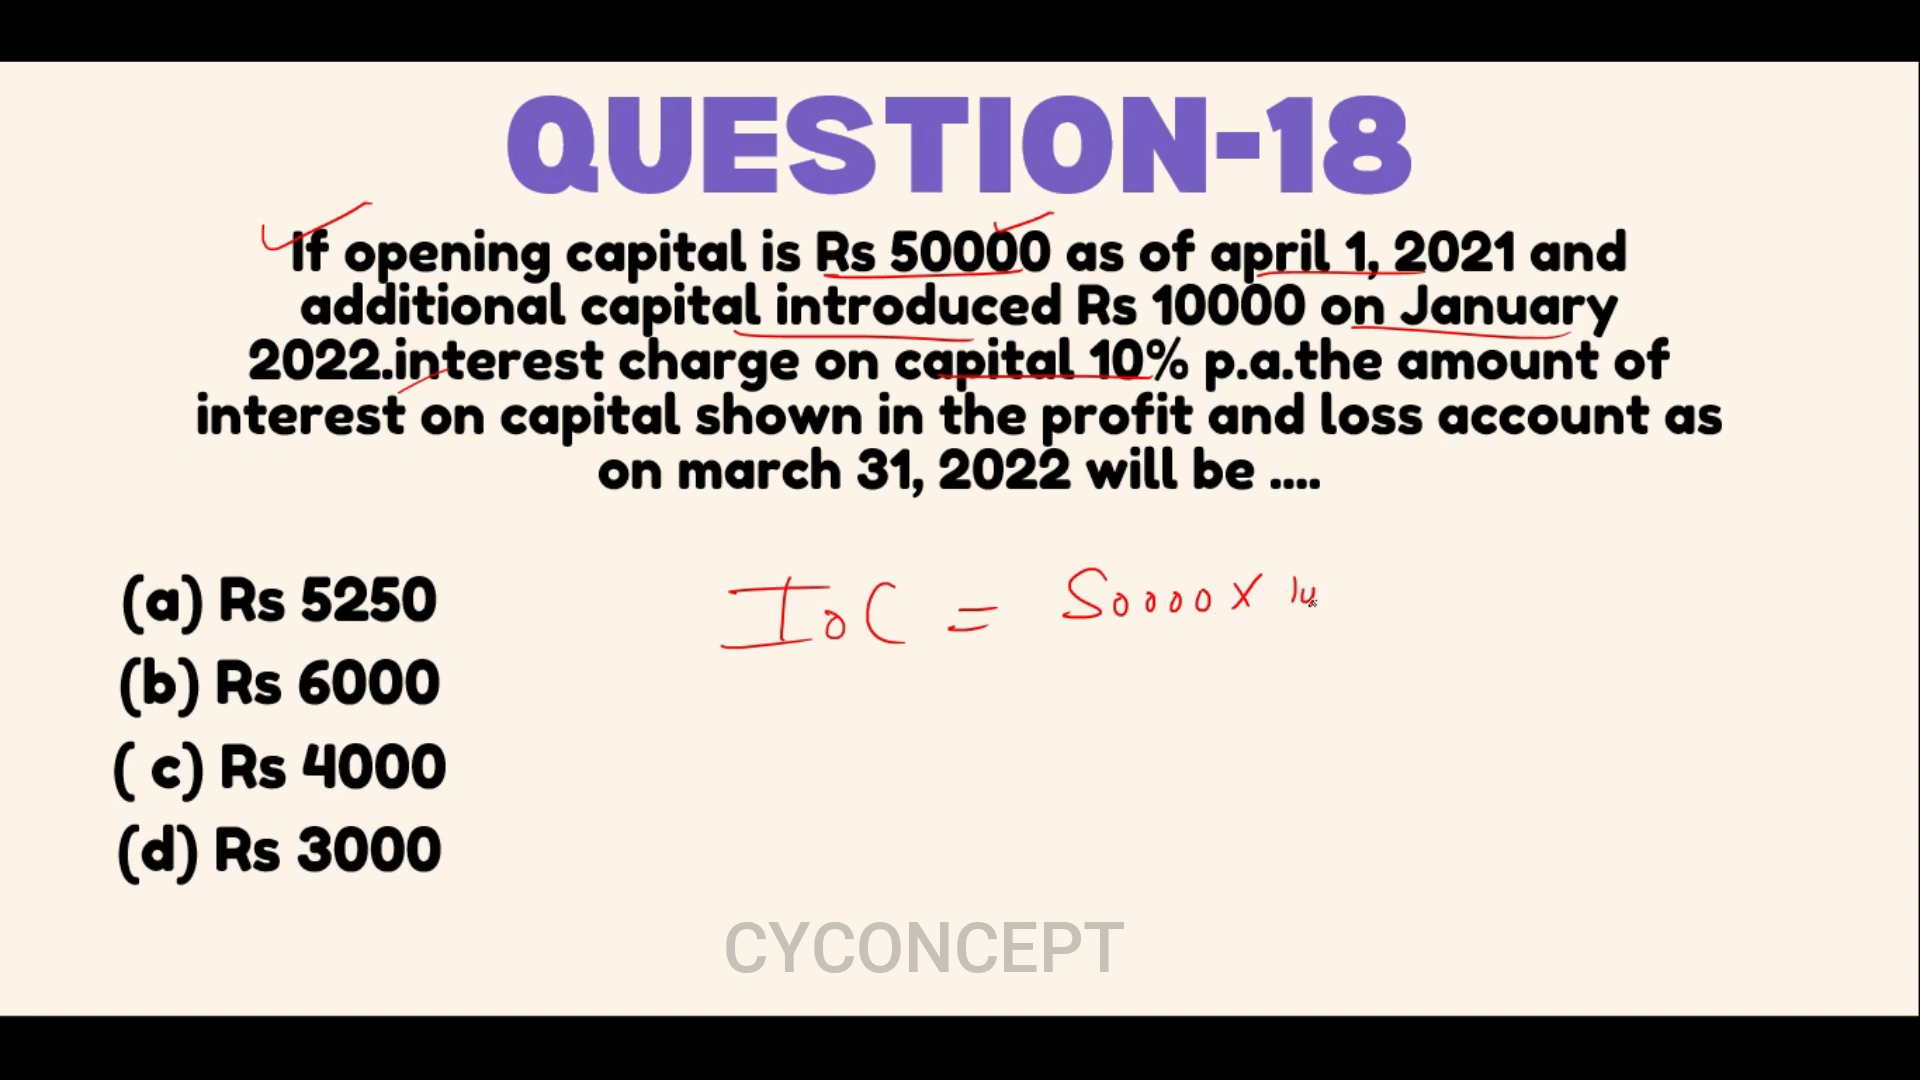 QUESTION-18
If opening capital is Rs 50000 as of april 1, 2021 and
additional capital introduced Rs 10000 on January
2022.interest charge on capital 10% p.a.the amount of
interest on capital shown in the profit and loss account as
on march 31, 2022 will be ....
(a) Rs 5250
(b) Rs 6000
( c) Rs 4000
(d) Rs 3000
IOC = 50000 X 10
CYCONCEPT